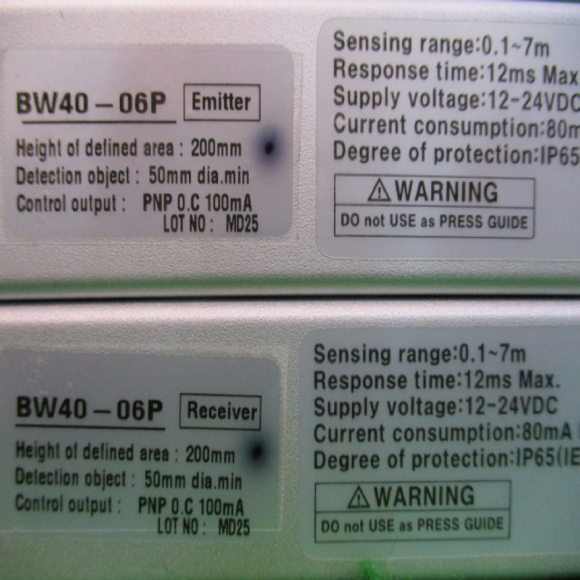 BW40-06P Emitter
Height of defined area : 200mm
Detection object : 50mm dia.min
Control output : PNP O.C 100mA
LOT NO : MD25
Sensing range:0.1~7m
Response time:12ms Max
Supply voltage:12-24VDC
Current consumption:80m
Degree of protection:IP65
⚠WARNING
DO not USE as PRESS GUIDE
BW40-06P Receiver
Height of defined area : 200mm
Detection object : 50mm dia.min
Control output : PNP O.C 100mA
LOT NO : MD25
Sensing range:0.1~7m
Response time:12ms Max.
Supply voltage:12-24VDC
Current consumption:80mA
Degree of protection:IP65(IE
⚠WARNING
DO not USE as PRESS GUIDE